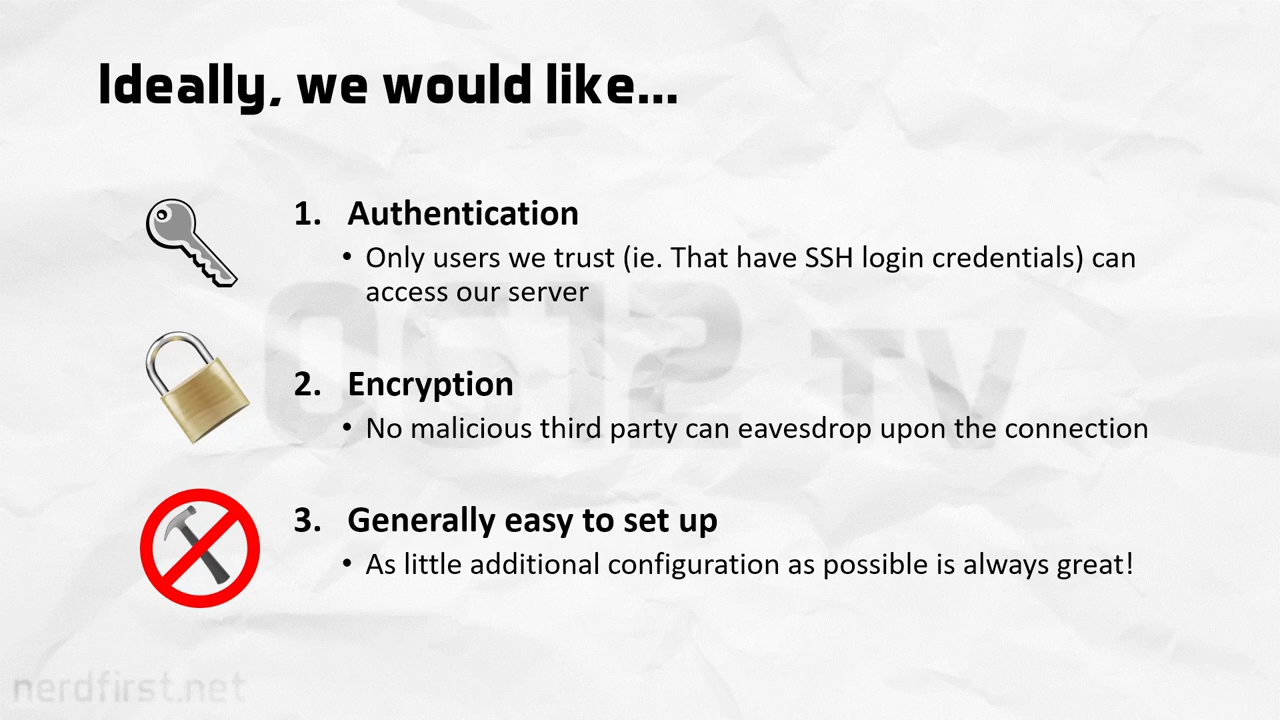 Ideally, we would like...
1. Authentication
• Only users we trust (ie. That have SSH login credentials) can
access our server
0612 TV
2. Encryption
• No malicious third party can eavesdrop upon the connection
3. Generally easy to set up
• As little additional configuration as possible is always great!
nerdfirst.net